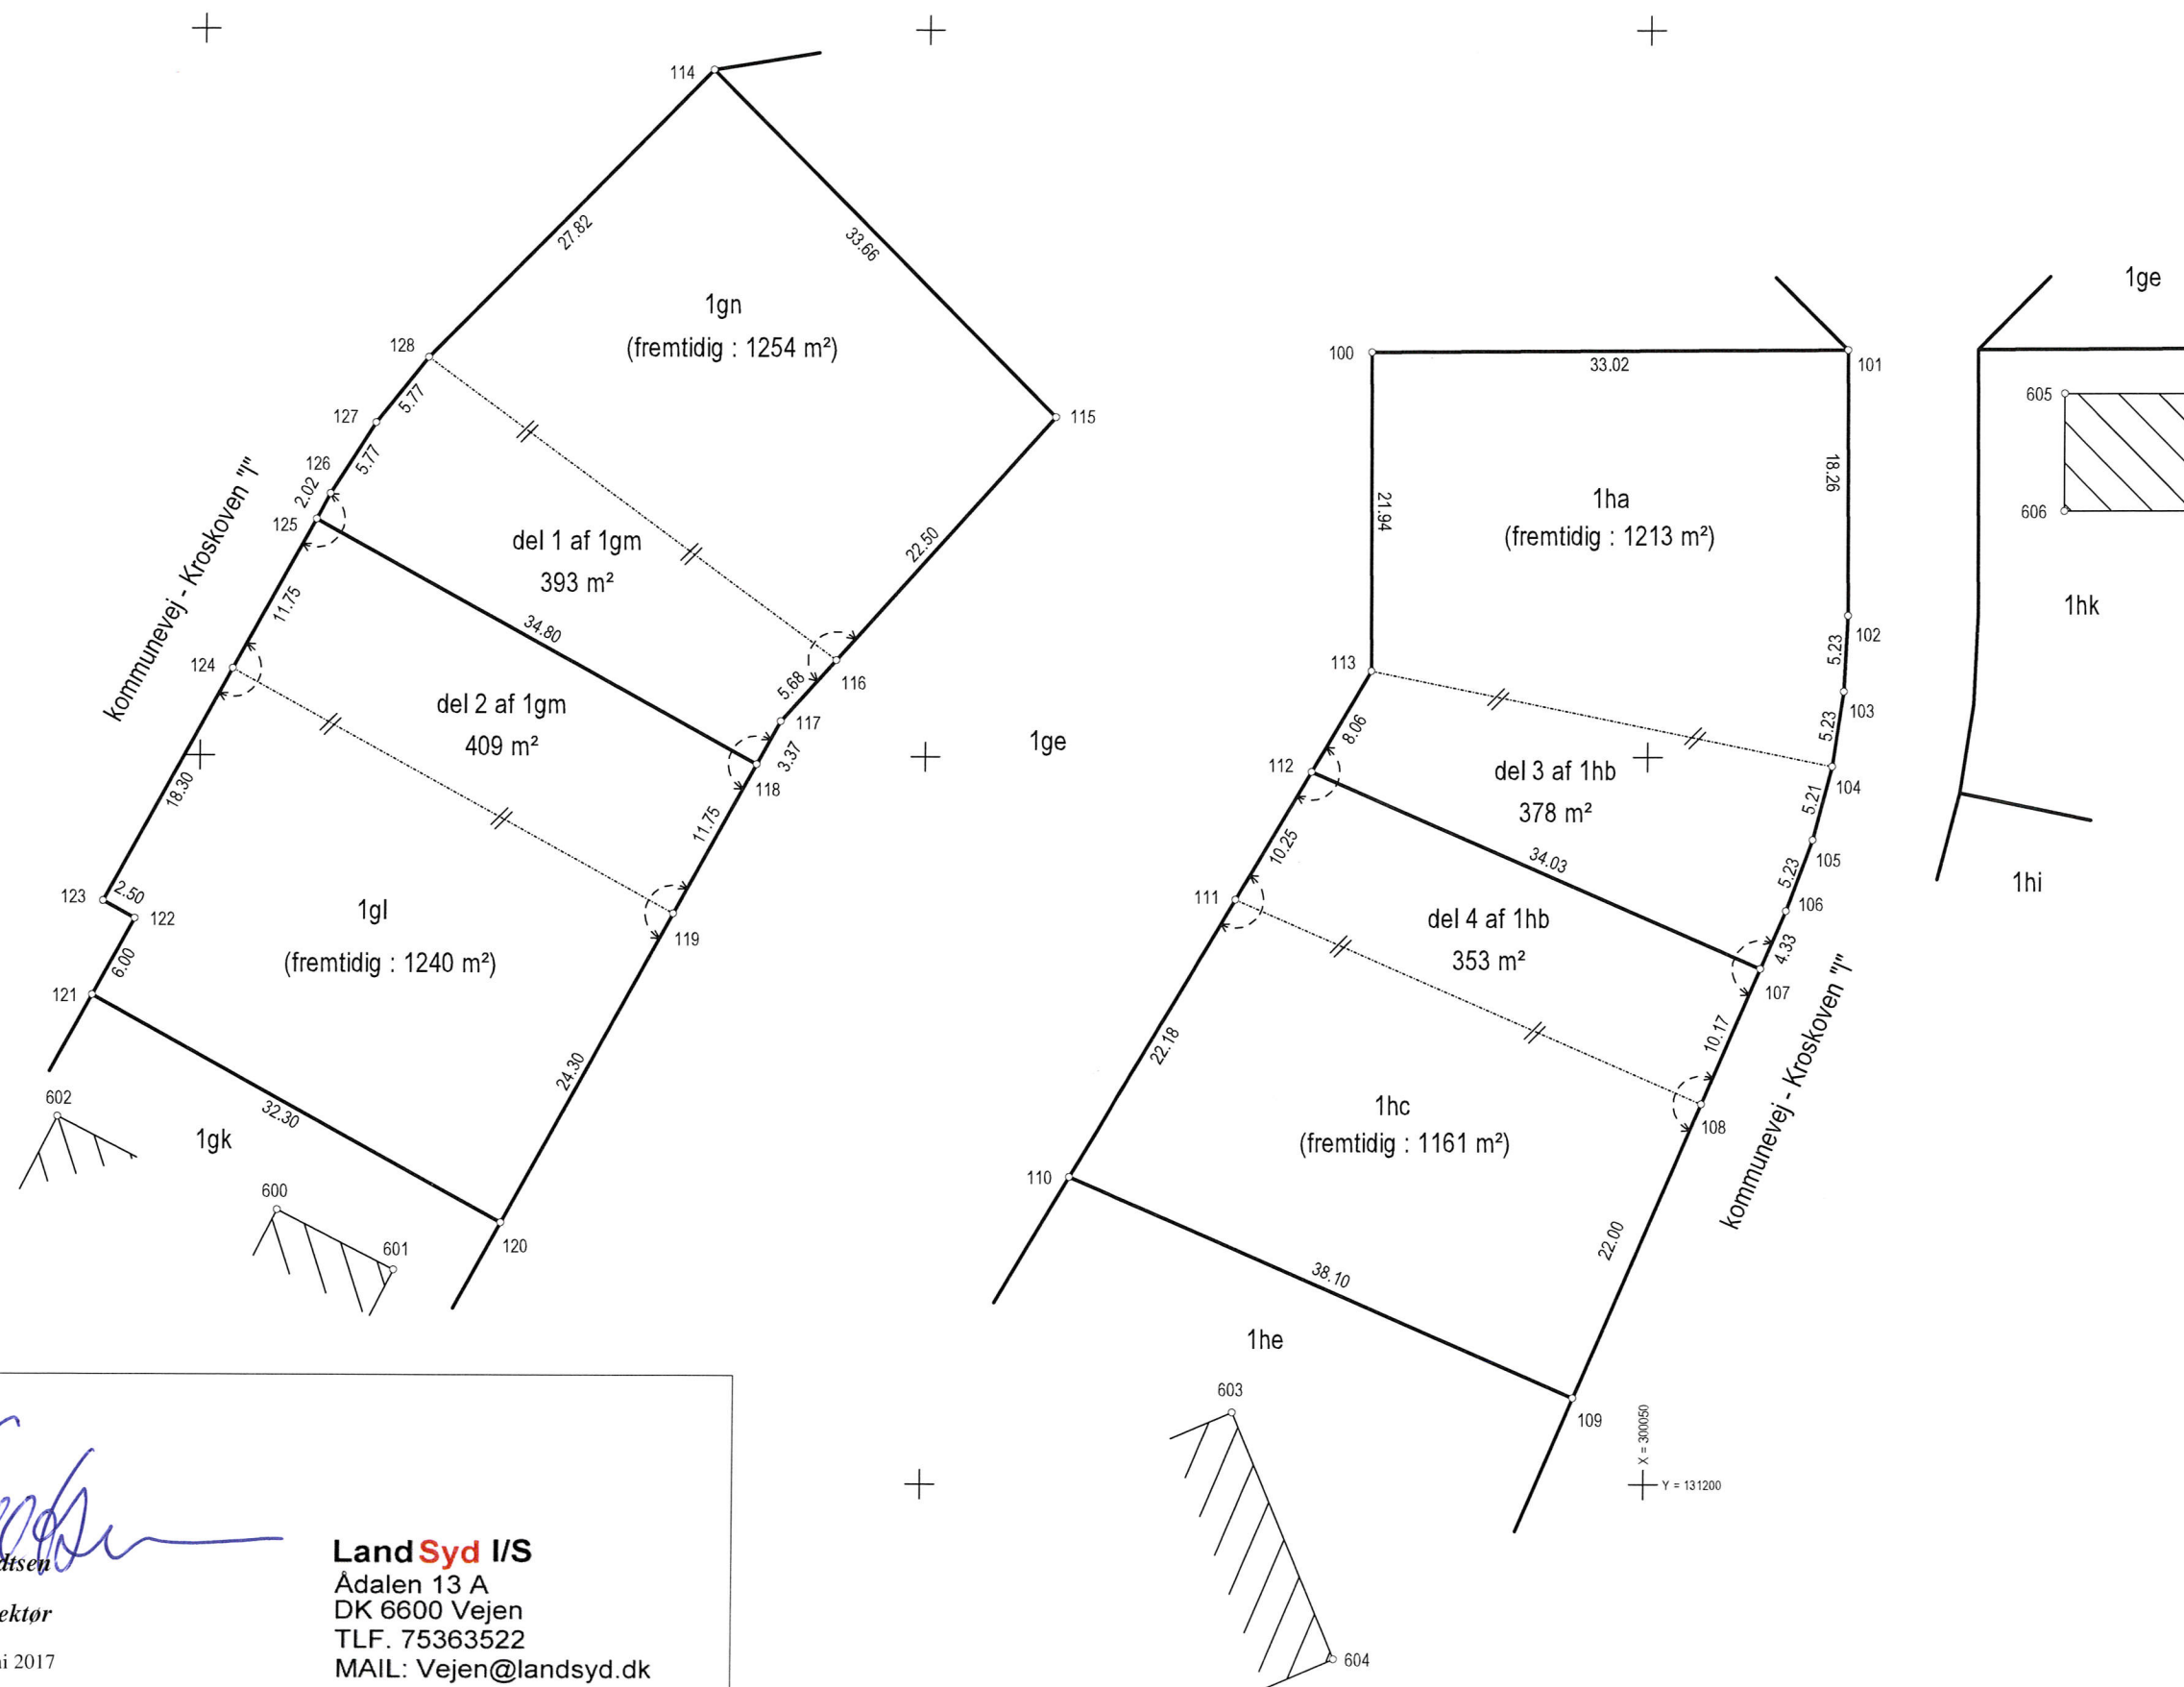 114
27.82
33.66
1gn
(fremtidig : 1254 m²)
128
5.77
127
5.77
126
2.02
125
115
22.50
del 1 af 1gm
393 m²
kommunevej - Kroskoven "I"
11.75
34.80
124
5.68
116
117
3.37
118
del 2 af 1gm
409 m²
18.30
11.75
123
2.50
122
6.00
121
1gl
(fremtidig : 1240 m²)
119
24.30
32.30
120
602
1gk
600
601
1ge
100
33.02
101
21.94
18.26
1ha
(fremtidig : 1213 m²)
102
5.23
103
5.23
113
8.06
104
5.21
105
5.23
106
4.33
107
112
del 3 af 1hb
378 m²
10.25
34.03
111
del 4 af 1hb
353 m²
10.17
108
22.18
1hc
(fremtidig : 1161 m²)
kommunevej - Kroskoven "I"
110
22.00
38.10
109
1he
603
604
X = 300050
Y = 131200
1ge
605
606
1hk
1hi
dtsen
ektør
ni 2017
LandSyd I/S
Ådalen 13 A
DK 6600 Vejen
TLF. 75363522
MAIL: Vejen@landsyd.dk